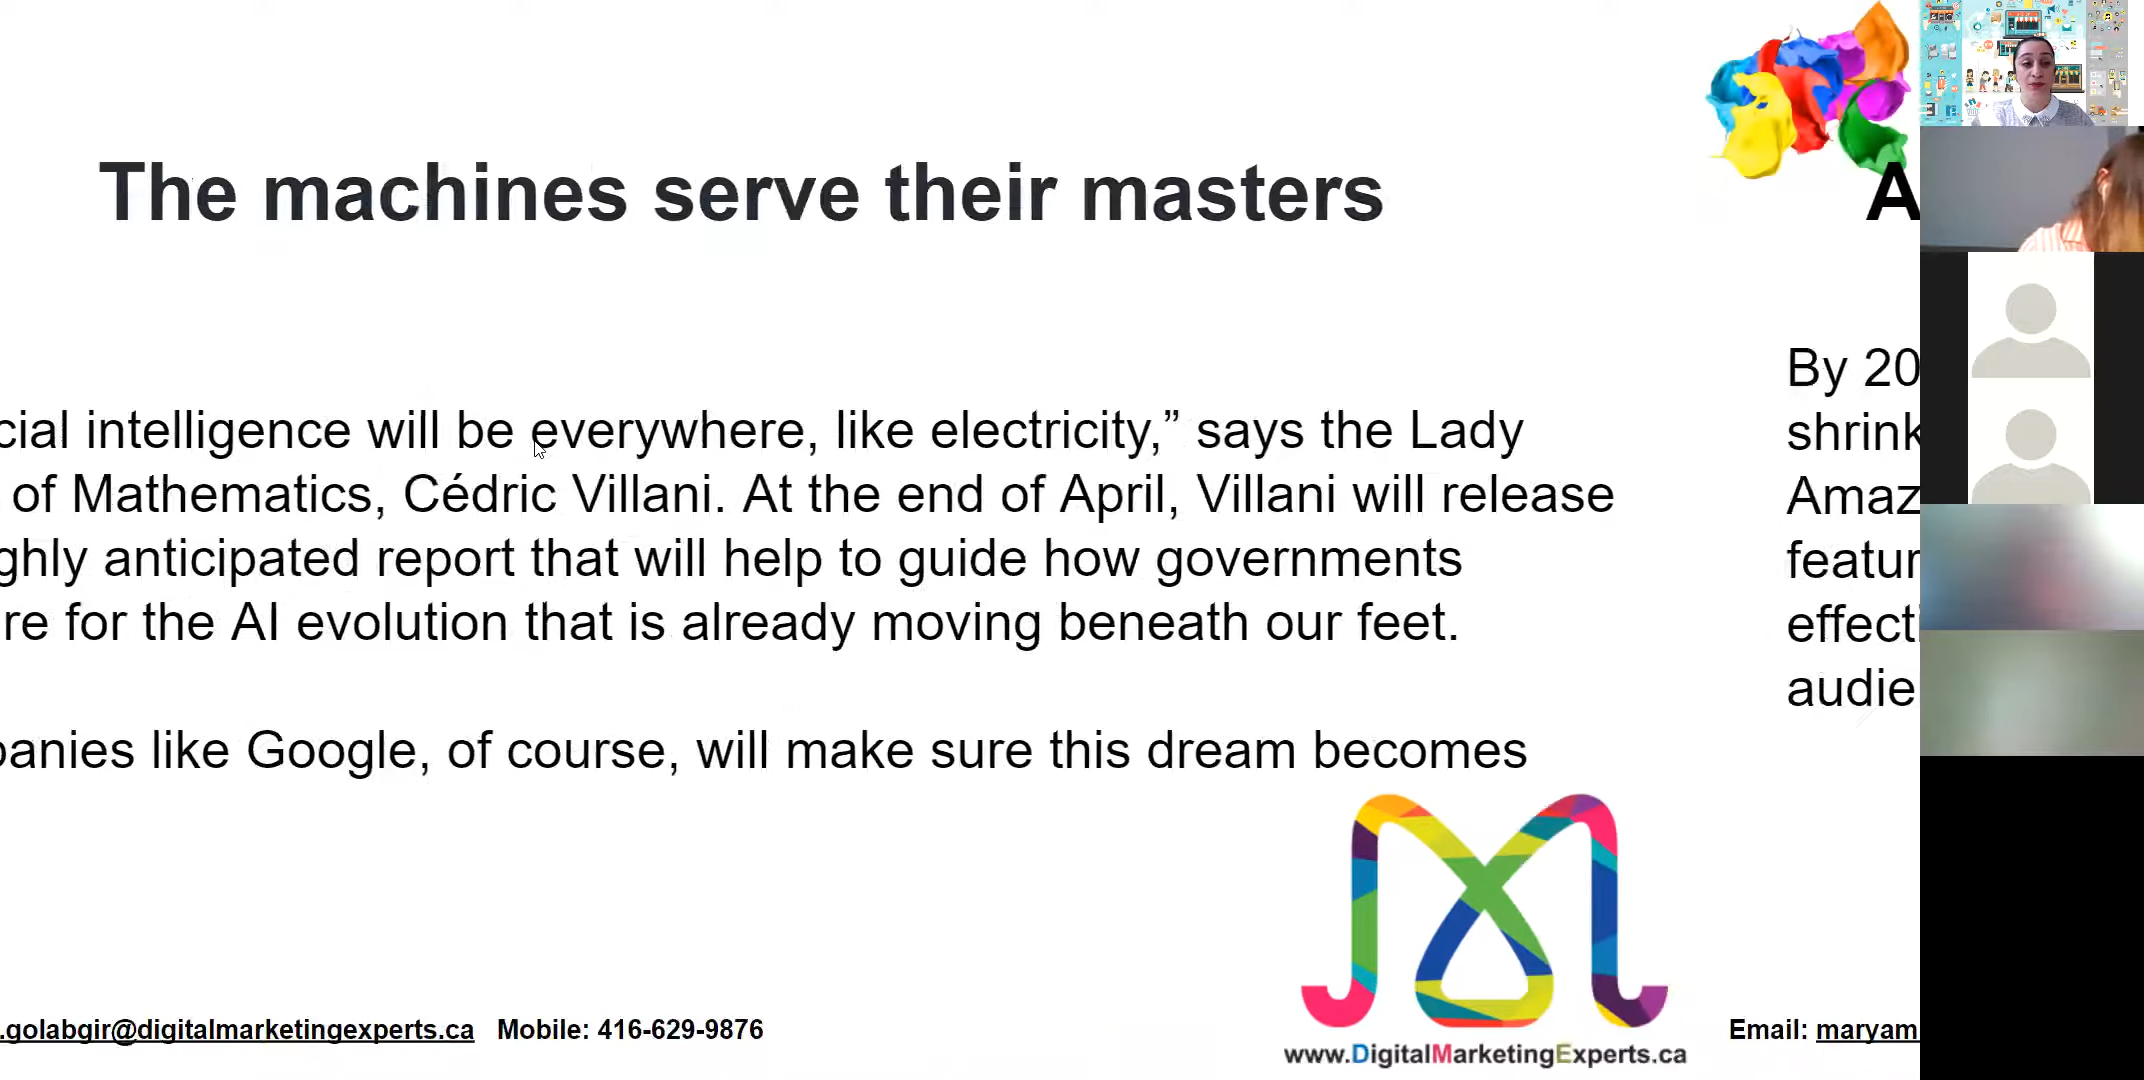 The machines serve their masters
cial intelligence will be everywhere, like electricity,” says the Lady
of Mathematics, Cédric Villani. At the end of April, Villani will release
ghly anticipated report that will help to guide how governments
re for the AI evolution that is already moving beneath our feet.
panies like Google, of course, will make sure this dream becomes
.golabgir@digitalmarketingexperts.ca Mobile: 416-629-9876
www.DigitalMarketingExperts.ca
A
By 20
shrink
Amaz
featur
effecti
audie
Email: maryam